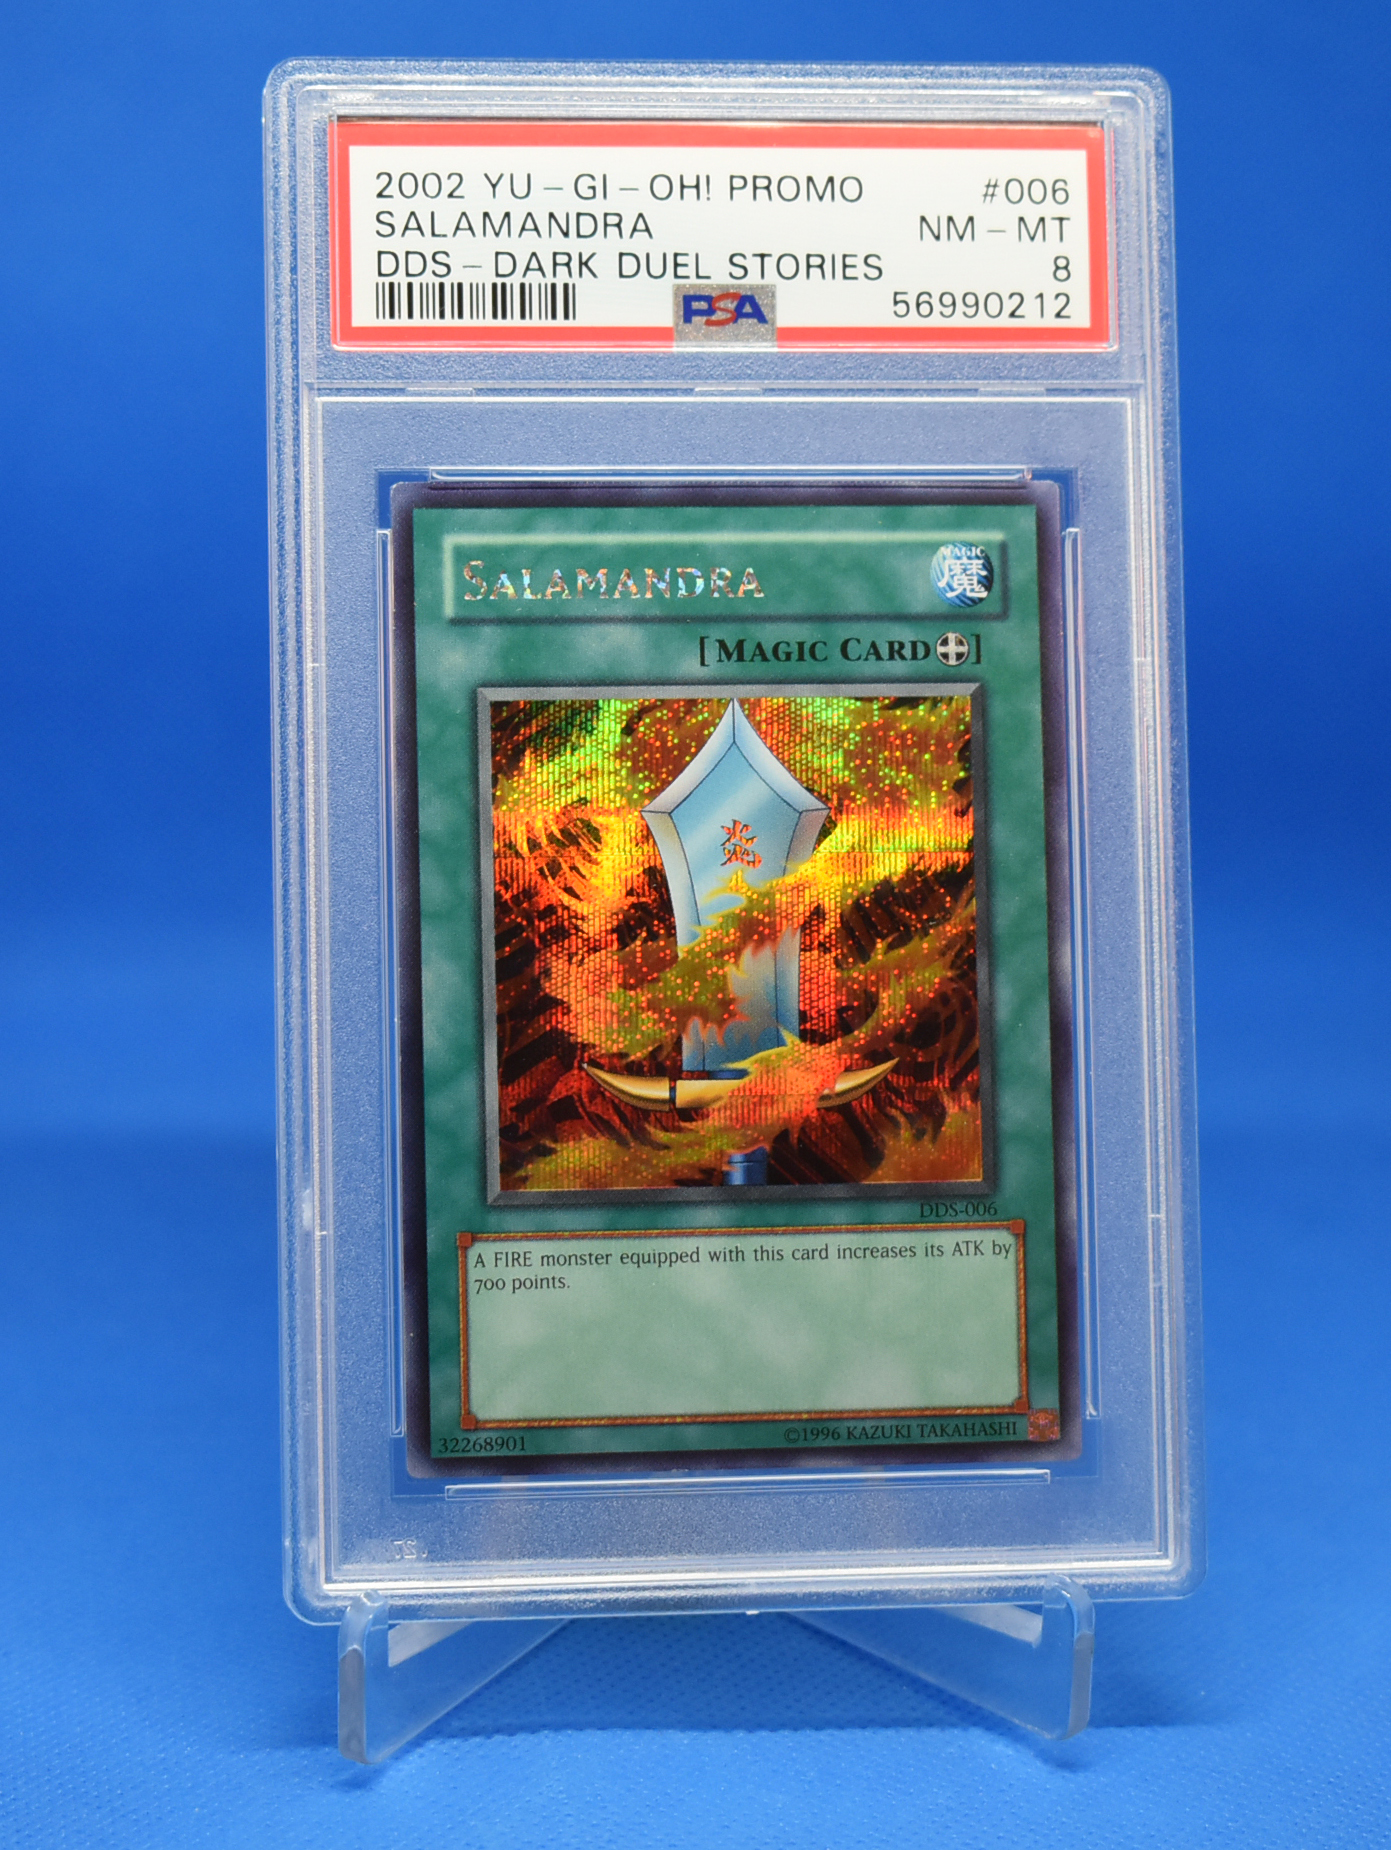 2002 YU-GI-OH! PROMO #006
SALAMANDRA NM-MT
DDS-DARK DUEL STORIES 8
PSA 56990212
SALAMANDRA
MAGIC
魔
[MAGIC CARD]
炎
DDS-006
A FIRE monster equipped with this card increases its ATK by
700 points.
32268901 ©1996 KAZUKI TAKAHASHI